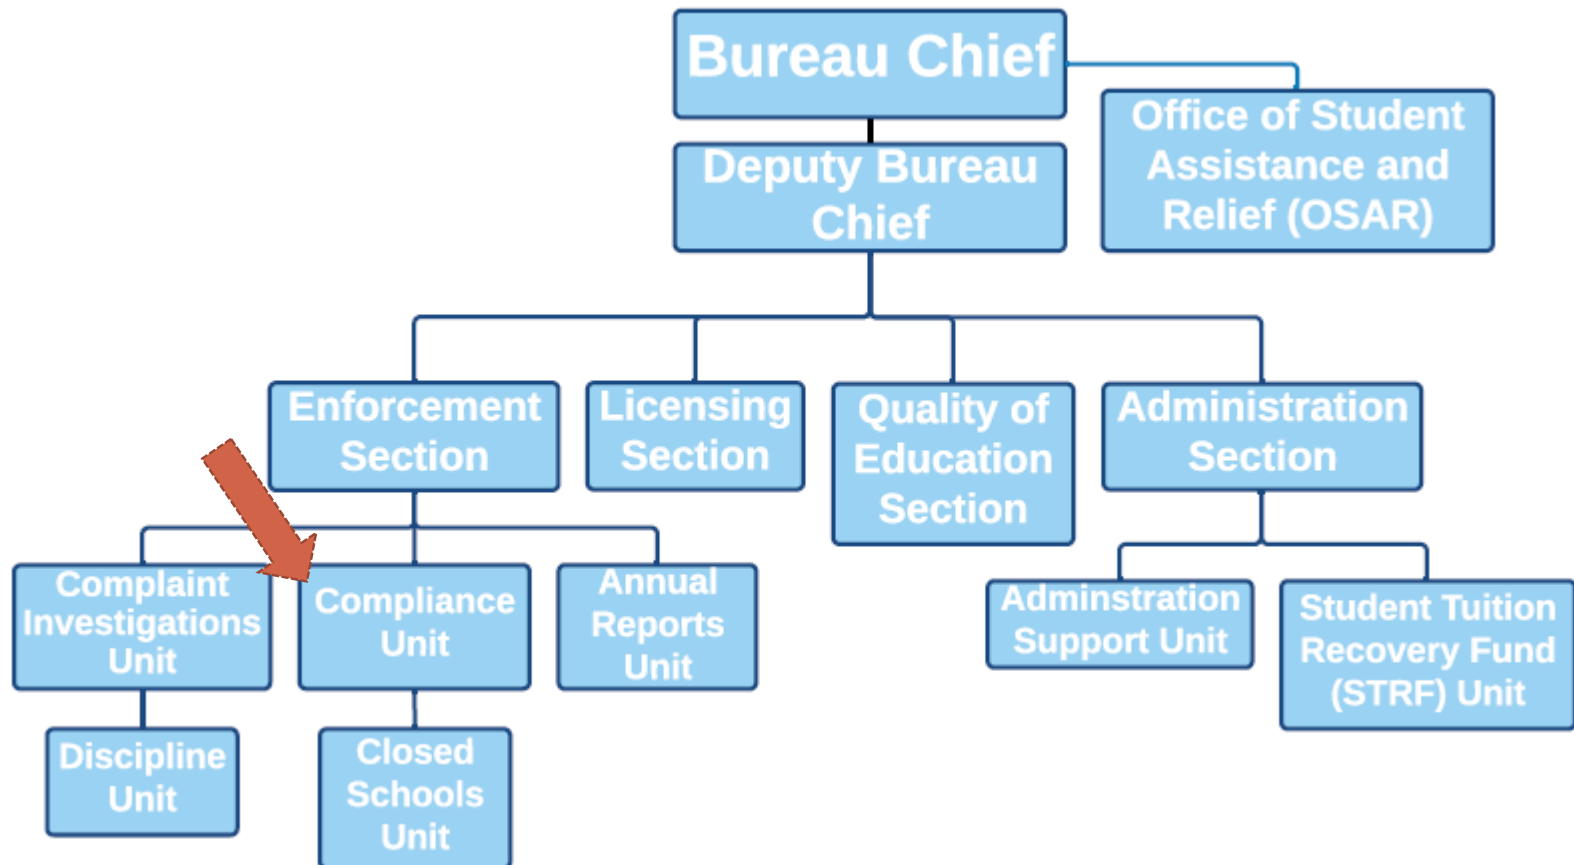 Bureau Chief
Office of Student
Assistance and
Relief (OSAR)
Deputy Bureau
Chief
Enforcement
Section
Licensing
Section
Quality of
Education
Section
Administration
Section
Complaint
Investigations
Unit
Compliance
Unit
Annual
Reports
Unit
Adminstration
Support Unit
Student Tuition
Recovery Fund
(STRF) Unit
Discipline
Unit
Closed
Schools
Unit